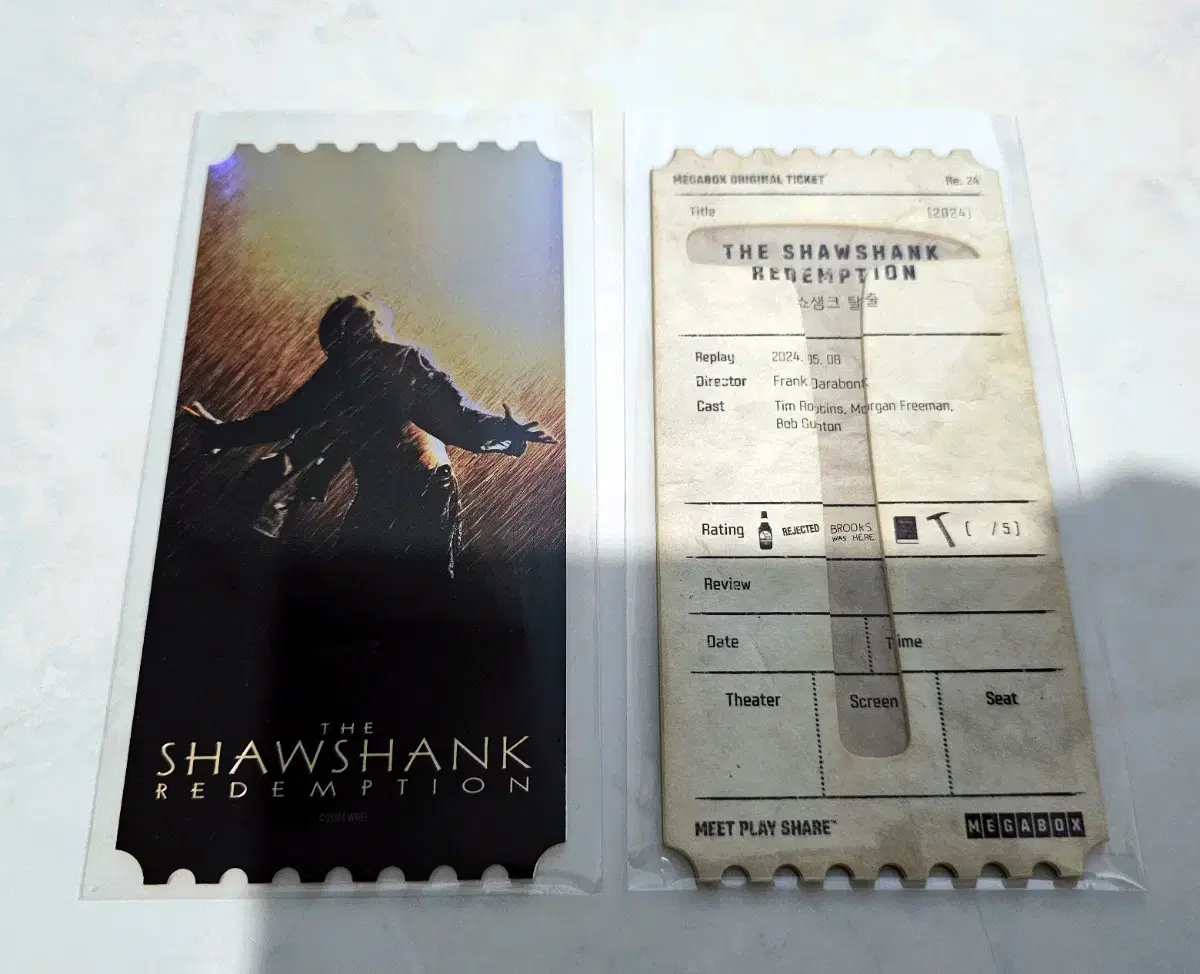 THE
SHAWSHANK
REDEMPTION
MEGABOX ORIGINAL TICKET Re. 24
Title (2024)
THE SHAWSHANK
REDEMPTION
쇼생크 탈출
Replay 2024. 05. 08
Director Frank Darabont
Cast Tim Robbins, Morgan Freeman,
Bob Gunton
Rating REJECTED BROOKS WAS HERE ( /5)
Review
Date Time
Theater Screen Seat
MEET PLAY SHARE™ MEGABOX